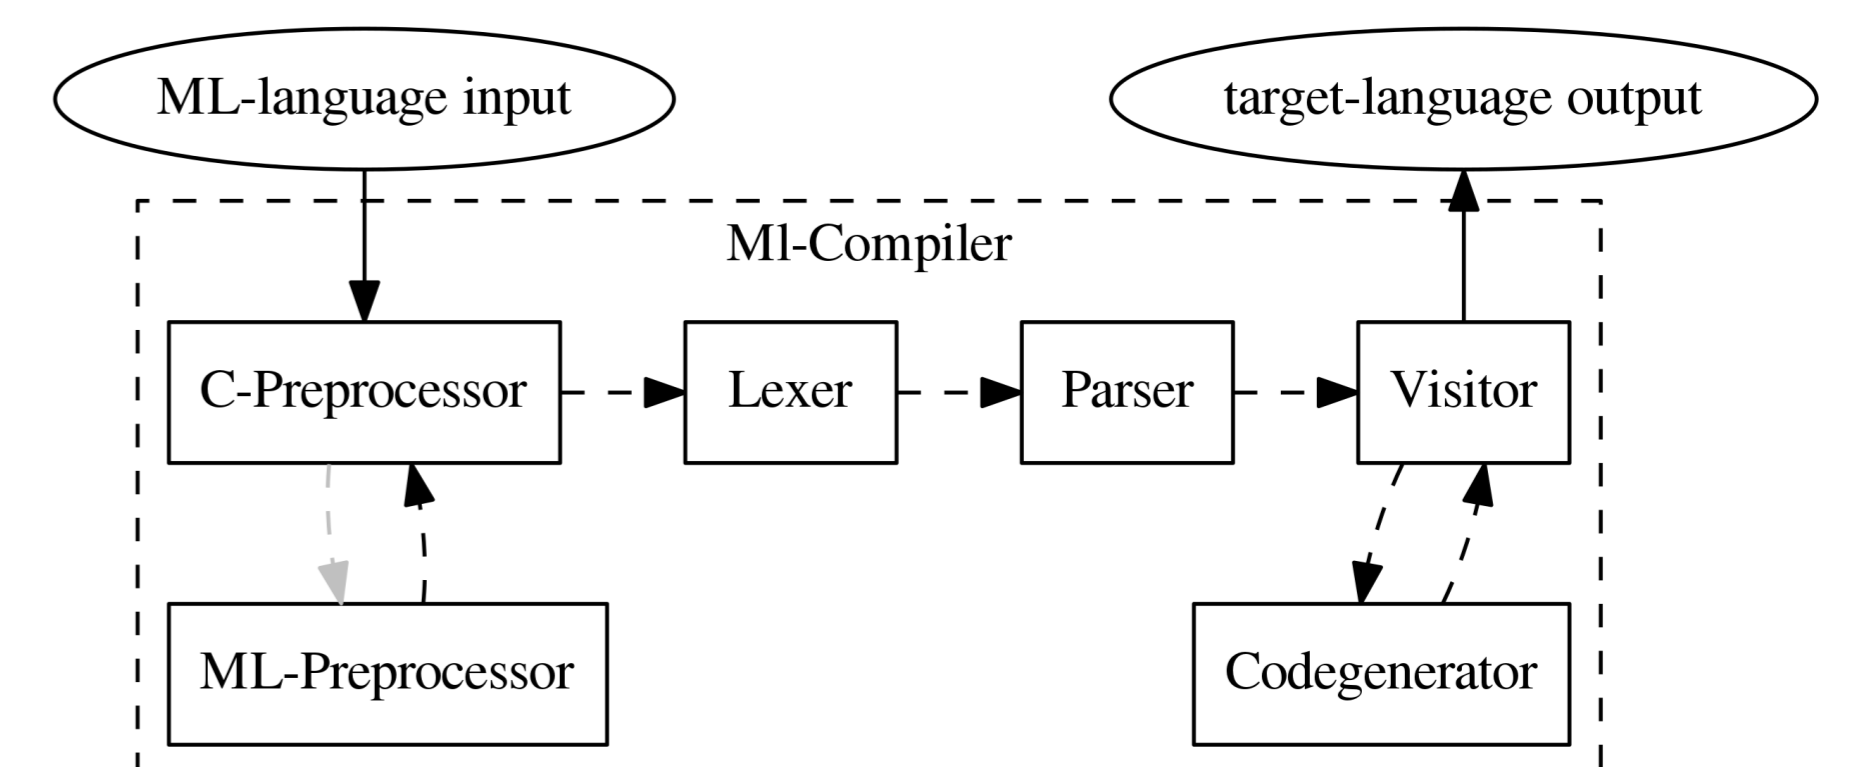 ML-language input
target-language output
Ml-Compiler
C-Preprocessor
Lexer
Parser
Visitor
ML-Preprocessor
Codegenerator